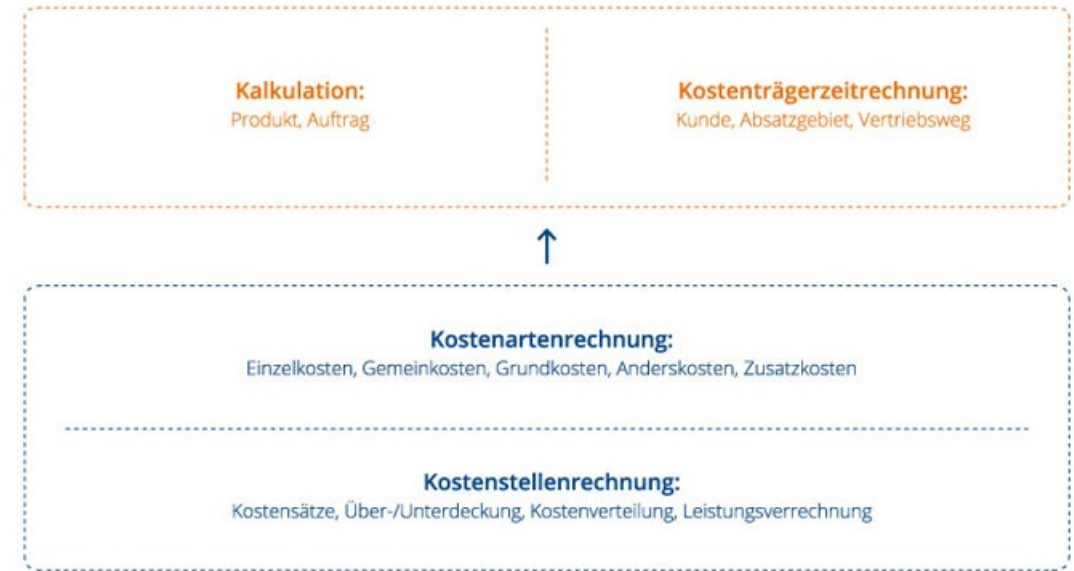 Kalkulation:
Produkt, Auftrag
Kostenträgerzeitrechnung:
Kunde, Absatzgebiet, Vertriebsweg
Kostenartenrechnung:
Einzelkosten, Gemeinkosten, Grundkosten, Anderskosten, Zusatzkosten
Kostenstellenrechnung:
Kostensätze, Über-/Unterdeckung, Kostenverteilung, Leistungsverrechnung